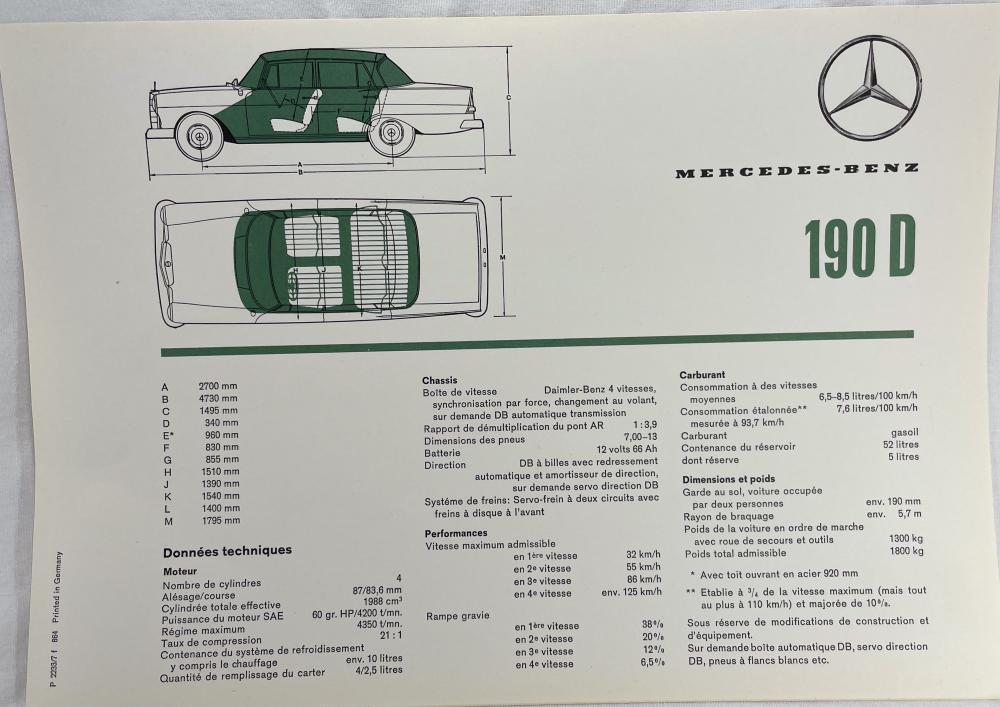 C
A
B
MERCEDES-BENZ
190 D
H J K
M
A 2700 mm
B 4730 mm
C 1495 mm
D 340 mm
E* 960 mm
F 830 mm
G 855 mm
H 1510 mm
J 1390 mm
K 1540 mm
L 1400 mm
M 1795 mm
Données techniques
Moteur
Nombre de cylindres 4
Alésage/course 87/83,6 mm
Cylindrée totale effective 1988 cm³
Puissance du moteur SAE 60 gr. HP/4200 t/mn.
Régime maximum 4350 t/mn.
Taux de compression 21 : 1
Contenance du système de refroidissement
y compris le chauffage env. 10 litres
Quantité de remplissage du carter 4/2,5 litres
Chassis
Boîte de vitesse Daimler-Benz 4 vitesses,
synchronisation par force, changement au volant,
sur demande DB automatique transmission
Rapport de démultiplication du pont AR 1 : 3,9
Dimensions des pneus 7,00–13
Batterie 12 volts 66 Ah
Direction DB à billes avec redressement
automatique et amortisseur de direction,
sur demande servo direction DB
Systéme de freins: Servo-frein à deux circuits avec
freins à disque à l'avant
Performances
Vitesse maximum admissible
en 1ère vitesse 32 km/h
en 2e vitesse 55 km/h
en 3e vitesse 86 km/h
en 4e vitesse env. 125 km/h
Rampe gravie
en 1ère vitesse 38%
en 2e vitesse 20%
en 3e vitesse 12%
en 4e vitesse 6,5%
Carburant
Consommation à des vitesses
moyennes 6,5–8,5 litres/100 km/h
Consommation étalonnée** 7,6 litres/100 km/h
mesurée à 93,7 km/h
Carburant gasoil
Contenance du réservoir 52 litres
dont réserve 5 litres
Dimensions et poids
Garde au sol, voiture occupée
par deux personnes env. 190 mm
Rayon de braquage env. 5,7 m
Poids de la voiture en ordre de marche
avec roue de secours et outils 1300 kg
Poids total admissible 1800 kg
* Avec toit ouvrant en acier 920 mm
** Etablie à 3/4 de la vitesse maximum (mais tout
au plus à 110 km/h) et majorée de 10%.
Sous réserve de modifications de construction et
d'équipement.
Sur demande boîte automatique DB, servo direction
DB, pneus à flancs blancs etc.
P 2233/7 f 864 Printed in Germany